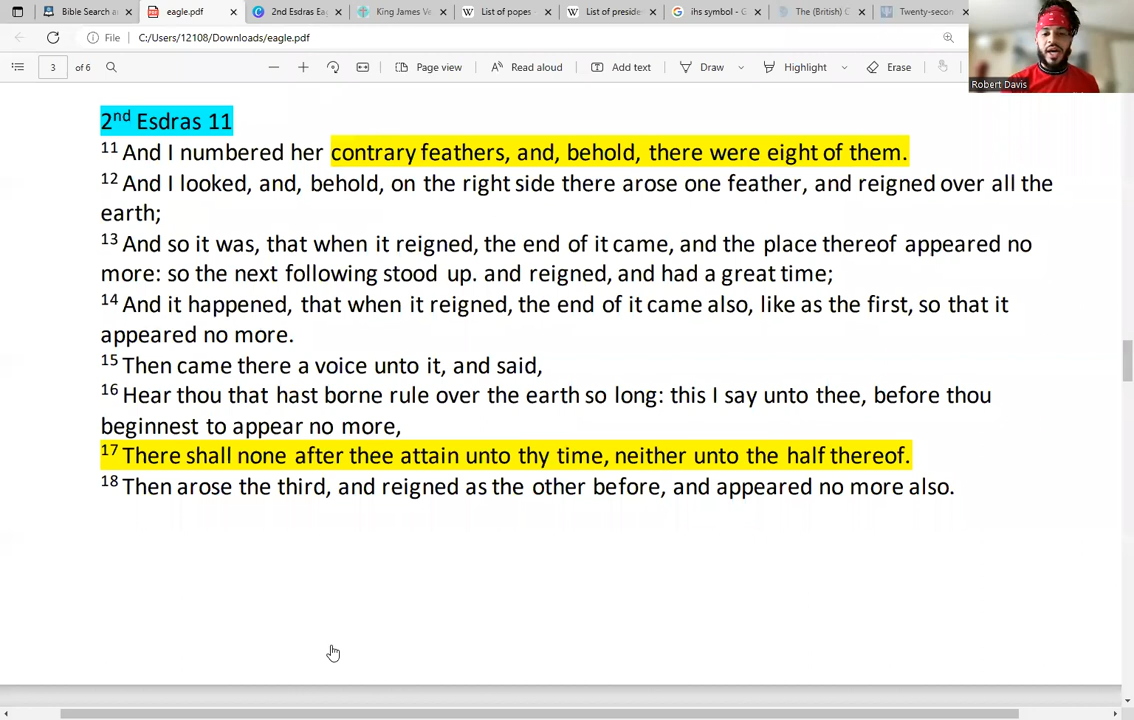 Bible Search a
eagle.pdf
2nd Esdras Ea
King James Ve
List of popes
List of preside
ihs symbol - G
The (British) C
Twenty-secon
File
C:/Users/12108/Downloads/eagle.pdf
3 of 6
Page view
Read aloud
Add text
Draw
Highlight
Erase
Robert Davis
2nd Esdras 11
11 And I numbered her contrary feathers, and, behold, there were eight of them.
12 And I looked, and, behold, on the right side there arose one feather, and reigned over all the
earth;
13 And so it was, that when it reigned, the end of it came, and the place thereof appeared no
more: so the next following stood up. and reigned, and had a great time;
14 And it happened, that when it reigned, the end of it came also, like as the first, so that it
appeared no more.
15 Then came there a voice unto it, and said,
16 Hear thou that hast borne rule over the earth so long: this I say unto thee, before thou
beginnest to appear no more,
17 There shall none after thee attain unto thy time, neither unto the half thereof.
18 Then arose the third, and reigned as the other before, and appeared no more also.